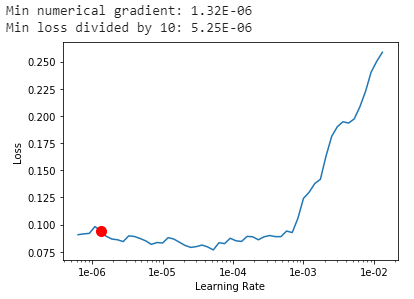 Min numerical gradient: 1.32E-06
Min loss divided by 10: 5.25E-06
0.250
0.225
0.200
0.175
0.150
0.125
0.100
0.075
Loss
1e-06 1e-05 1e-04 1e-03 1e-02
Learning Rate